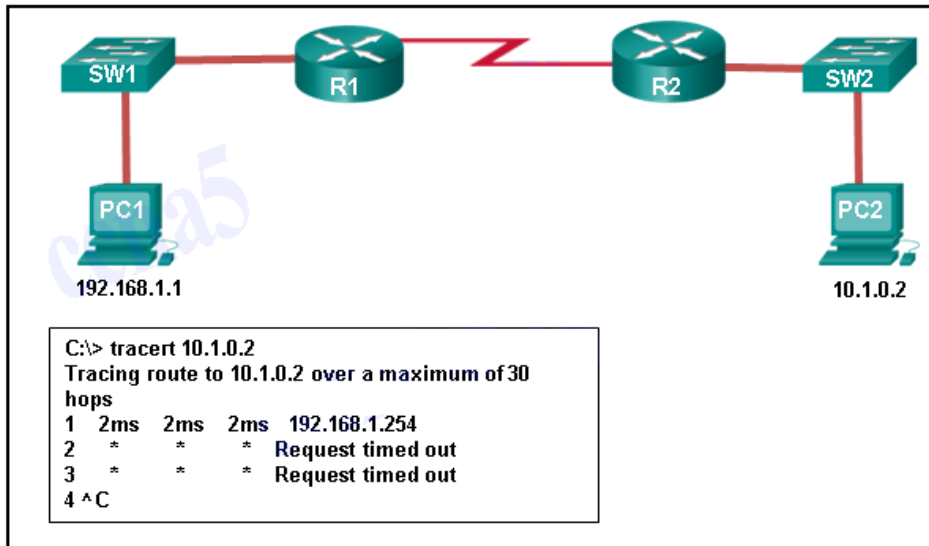 SW1
R1
R2
SW2
PC1
PC2
ccna5
192.168.1.1
10.1.0.2
C:\> tracert 10.1.0.2
Tracing route to 10.1.0.2 over a maximum of 30
hops
1 2ms 2ms 2ms 192.168.1.254
2 * * * Request timed out
3 * * * Request timed out
4 ^C